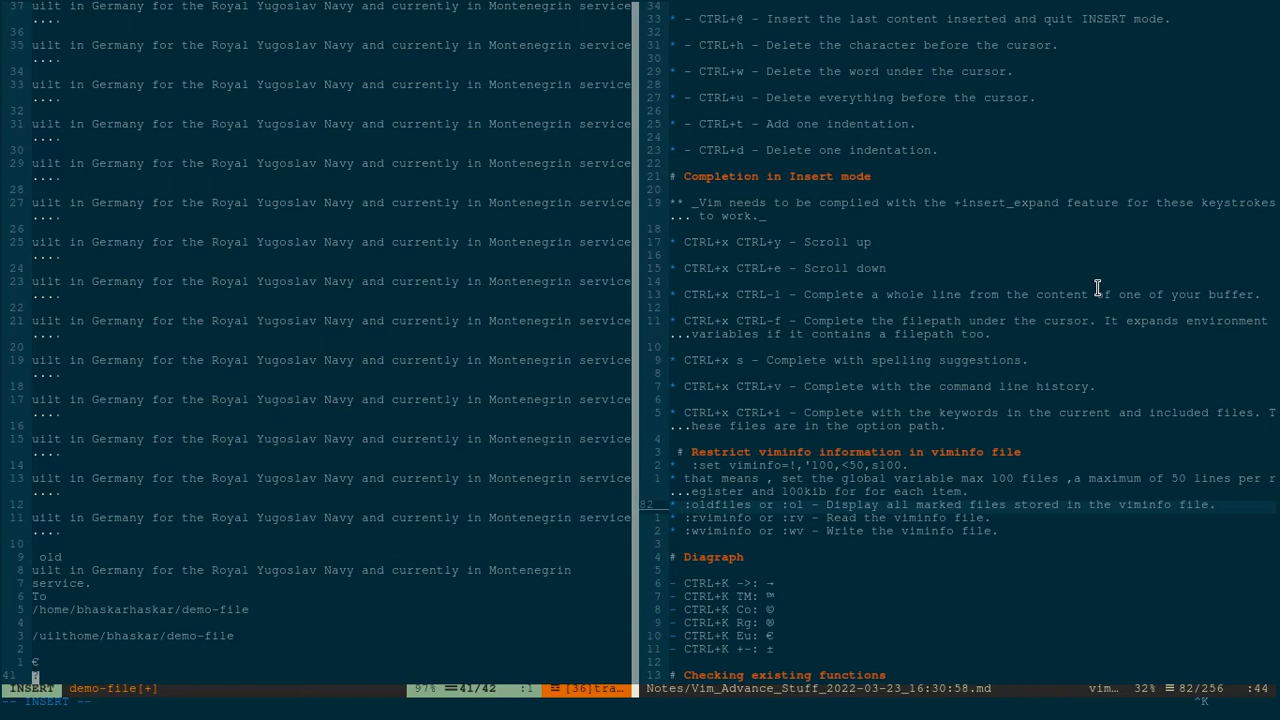 37 uilt in Germany for the Royal Yugoslav Navy and currently in Montenegrin service
....
36
35 uilt in Germany for the Royal Yugoslav Navy and currently in Montenegrin service
....
34
33 uilt in Germany for the Royal Yugoslav Navy and currently in Montenegrin service
....
32
31 uilt in Germany for the Royal Yugoslav Navy and currently in Montenegrin service
....
30
29 uilt in Germany for the Royal Yugoslav Navy and currently in Montenegrin service
....
28
27 uilt in Germany for the Royal Yugoslav Navy and currently in Montenegrin service
....
26
25 uilt in Germany for the Royal Yugoslav Navy and currently in Montenegrin service
....
24
23 uilt in Germany for the Royal Yugoslav Navy and currently in Montenegrin service
....
22
21 uilt in Germany for the Royal Yugoslav Navy and currently in Montenegrin service
....
20
19 uilt in Germany for the Royal Yugoslav Navy and currently in Montenegrin service
....
18
17 uilt in Germany for the Royal Yugoslav Navy and currently in Montenegrin service
....
16
15 uilt in Germany for the Royal Yugoslav Navy and currently in Montenegrin service
....
14
13 uilt in Germany for the Royal Yugoslav Navy and currently in Montenegrin service
....
12
11 uilt in Germany for the Royal Yugoslav Navy and currently in Montenegrin service
....
10
9 old
8 uilt in Germany for the Royal Yugoslav Navy and currently in Montenegrin
7 service.
6 To
5 /home/bhaskarhaskar/demo-file
4
3 /uilthome/bhaskar/demo-file
2
1 €
41 ?
INSERT demo-file[+] 97% ☰41/42 :1 [36]tra…
-- INSERT --
34
33 * - CTRL+@ - Insert the last content inserted and quit INSERT mode.
32
31 * - CTRL+h - Delete the character before the cursor.
30
29 * - CTRL+w - Delete the word under the cursor.
28
27 * - CTRL+u - Delete everything before the cursor.
26
25 * - CTRL+t - Add one indentation.
24
23 * - CTRL+d - Delete one indentation.
22
21 # Completion in Insert mode
20
19 ** _Vim needs to be compiled with the +insert_expand feature for these keystrokes
... to work._
18
17 * CTRL+x CTRL+y - Scroll up
16
15 * CTRL+x CTRL+e - Scroll down
14
13 * CTRL+x CTRL-l - Complete a whole line from the content of one of your buffer.
12
11 * CTRL+x CTRL-f - Complete the filepath under the cursor. It expands environment
...variables if it contains a filepath too.
10
9 * CTRL+x s - Complete with spelling suggestions.
8
7 * CTRL+x CTRL+v - Complete with the command line history.
6
5 * CTRL+x CTRL+i - Complete with the keywords in the current and included files. T
...hese files are in the option path.
4
3 # Restrict viminfo information in viminfo file
2 * :set viminfo=!,'100,<50,s100.
1 * that means , set the global variable max 100 files ,a maximum of 50 lines per r
...egister and 100kib for for each item.
82 * :oldfiles or :ol - Display all marked files stored in the viminfo file.
1 * :rviminfo or :rv - Read the viminfo file.
2 * :wviminfo or :wv - Write the viminfo file.
3
4 # Diagraph
5
6 - CTRL+K ->: →
7 - CTRL+K TM: ™
8 - CTRL+K Co: ©
9 - CTRL+K Rg: ®
10 - CTRL+K Eu: €
11 - CTRL+K +-: ±
12
13 # Checking existing functions
Notes/Vim_Advance_Stuff_2022-03-23_16:30:58.md vim… 32% ☰ 82/256 :44
^K